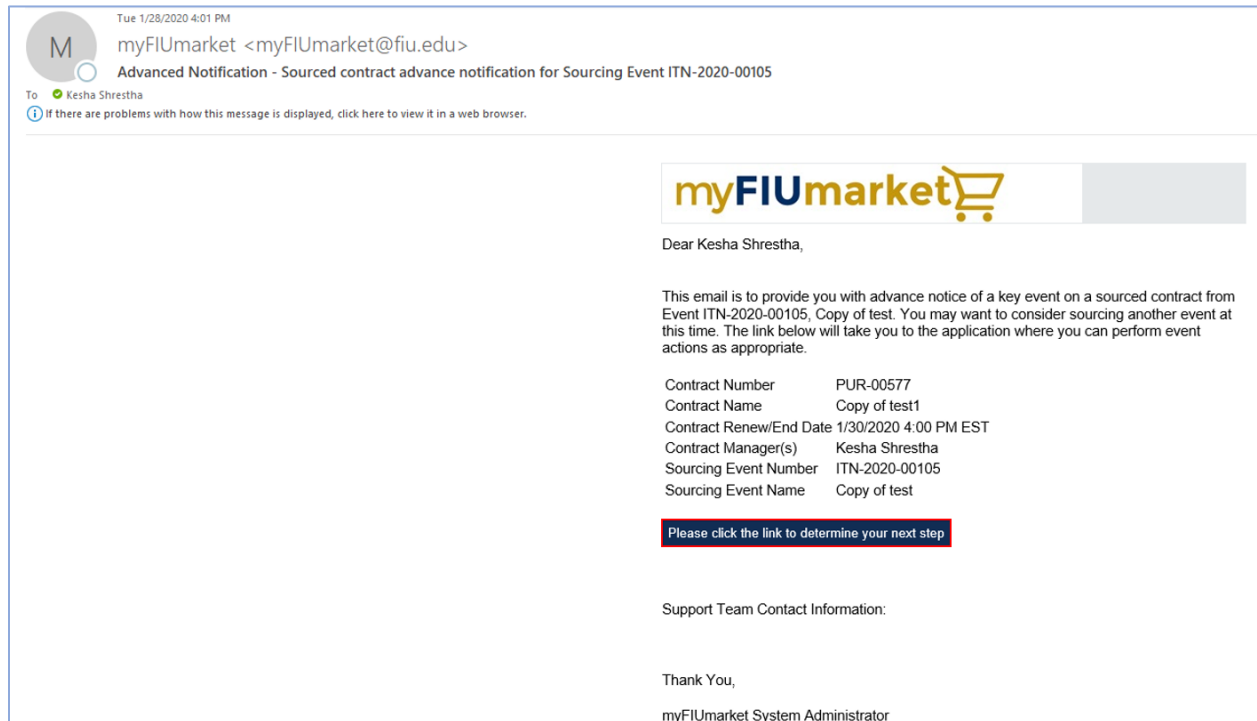 Tue 1/28/2020 4:01 PM
M
myFIUmarket <myFIUmarket@fiu.edu>
Advanced Notification - Sourced contract advance notification for Sourcing Event ITN-2020-00105
To Kesha Shrestha
If there are problems with how this message is displayed, click here to view it in a web browser.
myFIUmarket
Dear Kesha Shrestha,
This email is to provide you with advance notice of a key event on a sourced contract from
Event ITN-2020-00105, Copy of test. You may want to consider sourcing another event at
this time. The link below will take you to the application where you can perform event
actions as appropriate.
Contract Number PUR-00577
Contract Name Copy of test1
Contract Renew/End Date 1/30/2020 4:00 PM EST
Contract Manager(s) Kesha Shrestha
Sourcing Event Number ITN-2020-00105
Sourcing Event Name Copy of test
Please click the link to determine your next step
Support Team Contact Information:
Thank You,
myFIUmarket System Administrator